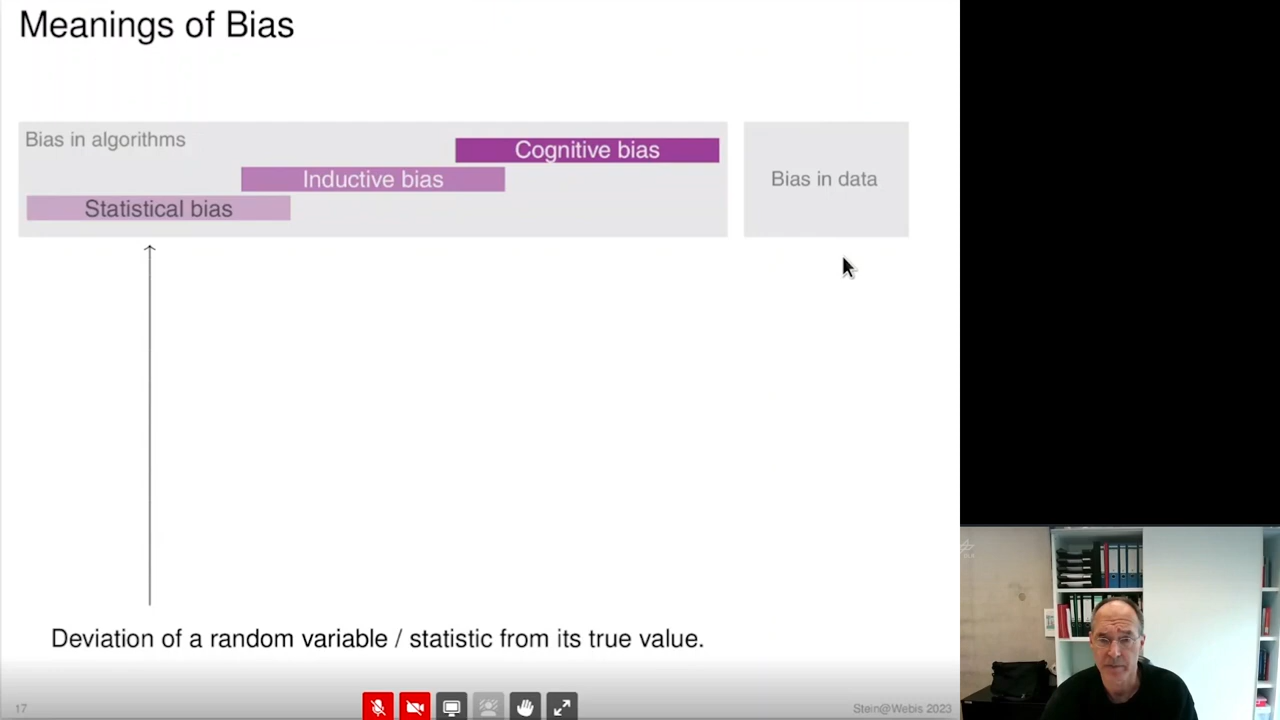 Meanings of Bias
Bias in algorithms
Cognitive bias
Inductive bias
Statistical bias
Bias in data
Deviation of a random variable / statistic from its true value.
17
Stein@Webis 2023